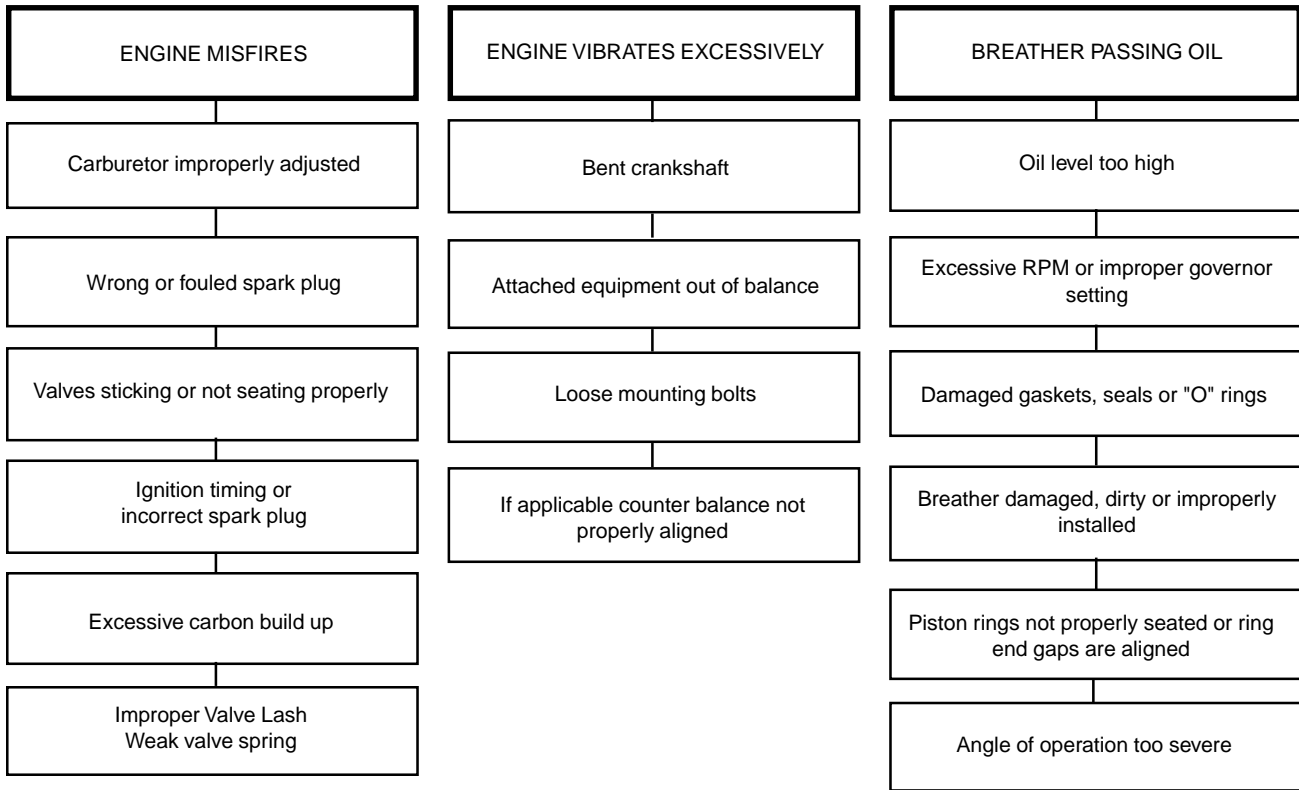 ENGINE MISFIRES
Carburetor improperly adjusted
Wrong or fouled spark plug
Valves sticking or not seating properly
Ignition timing or
incorrect spark plug
Excessive carbon build up
Improper Valve Lash
Weak valve spring
ENGINE VIBRATES EXCESSIVELY
Bent crankshaft
Attached equipment out of balance
Loose mounting bolts
If applicable counter balance not
properly aligned
BREATHER PASSING OIL
Oil level too high
Excessive RPM or improper governor
setting
Damaged gaskets, seals or "O" rings
Breather damaged, dirty or improperly
installed
Piston rings not properly seated or ring
end gaps are aligned
Angle of operation too severe